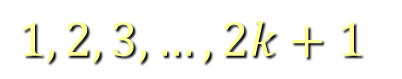 1, 2, 3, … , 2k + 1